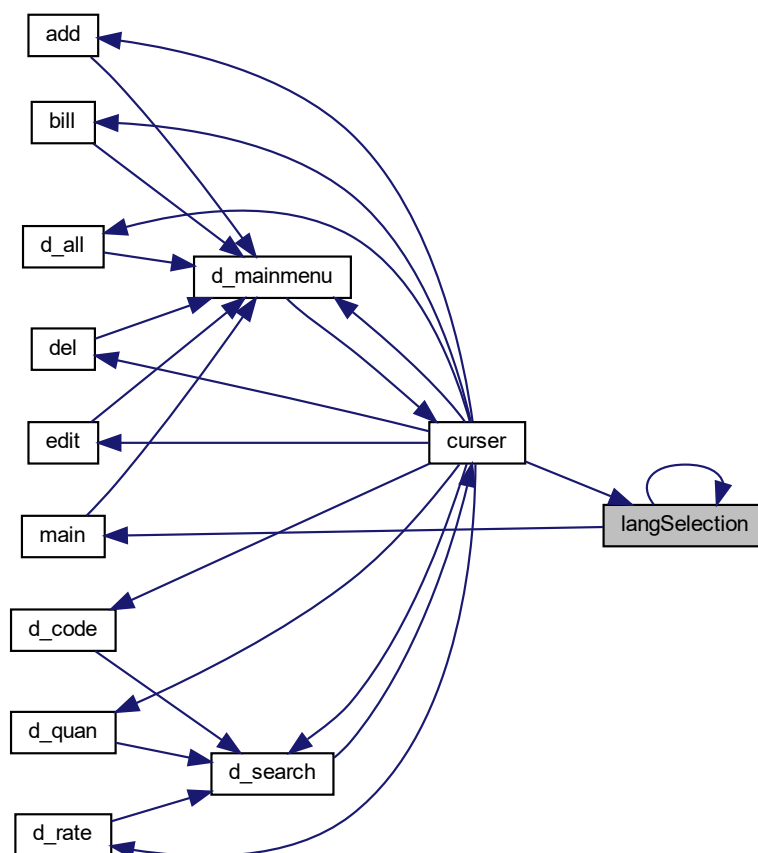 add
bill
d_all
d_mainmenu
del
edit
curser
main
langSelection
d_code
d_quan
d_search
d_rate